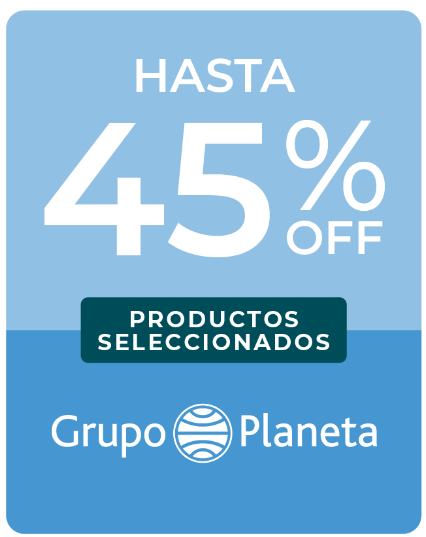 HASTA
45%
OFF
PRODUCTOS
SELECCIONADOS
Grupo Planeta